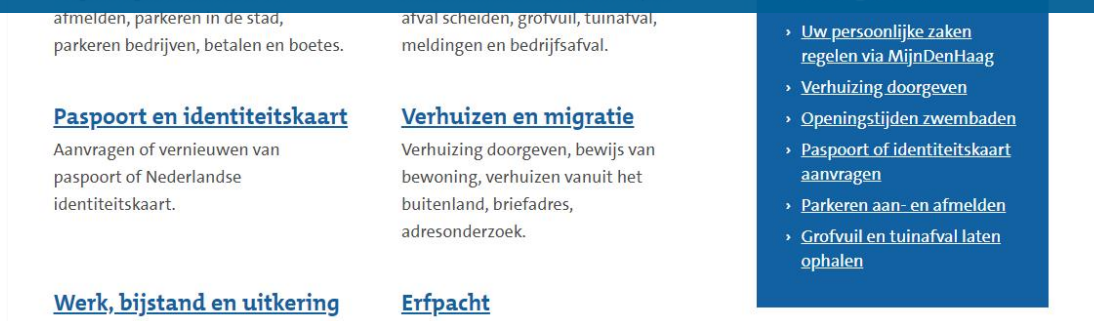 afmelden, parkeren in de stad,
parkeren bedrijven, betalen en boetes.
afval scheiden, grofvuil, tuinafval,
meldingen en bedrijfsafval.
Paspoort en identiteitskaart
Aanvragen of vernieuwen van
paspoort of Nederlandse
identiteitskaart.
Verhuizen en migratie
Verhuizing doorgeven, bewijs van
bewoning, verhuizen vanuit het
buitenland, briefadres,
adresonderzoek.
Werk, bijstand en uitkering
Erfpacht
› Uw persoonlijke zaken
regelen via MijnDenHaag
› Verhuizing doorgeven
› Openingstijden zwembaden
› Paspoort of identiteitskaart
aanvragen
› Parkeren aan- en afmelden
› Grofvuil en tuinafval laten
ophalen